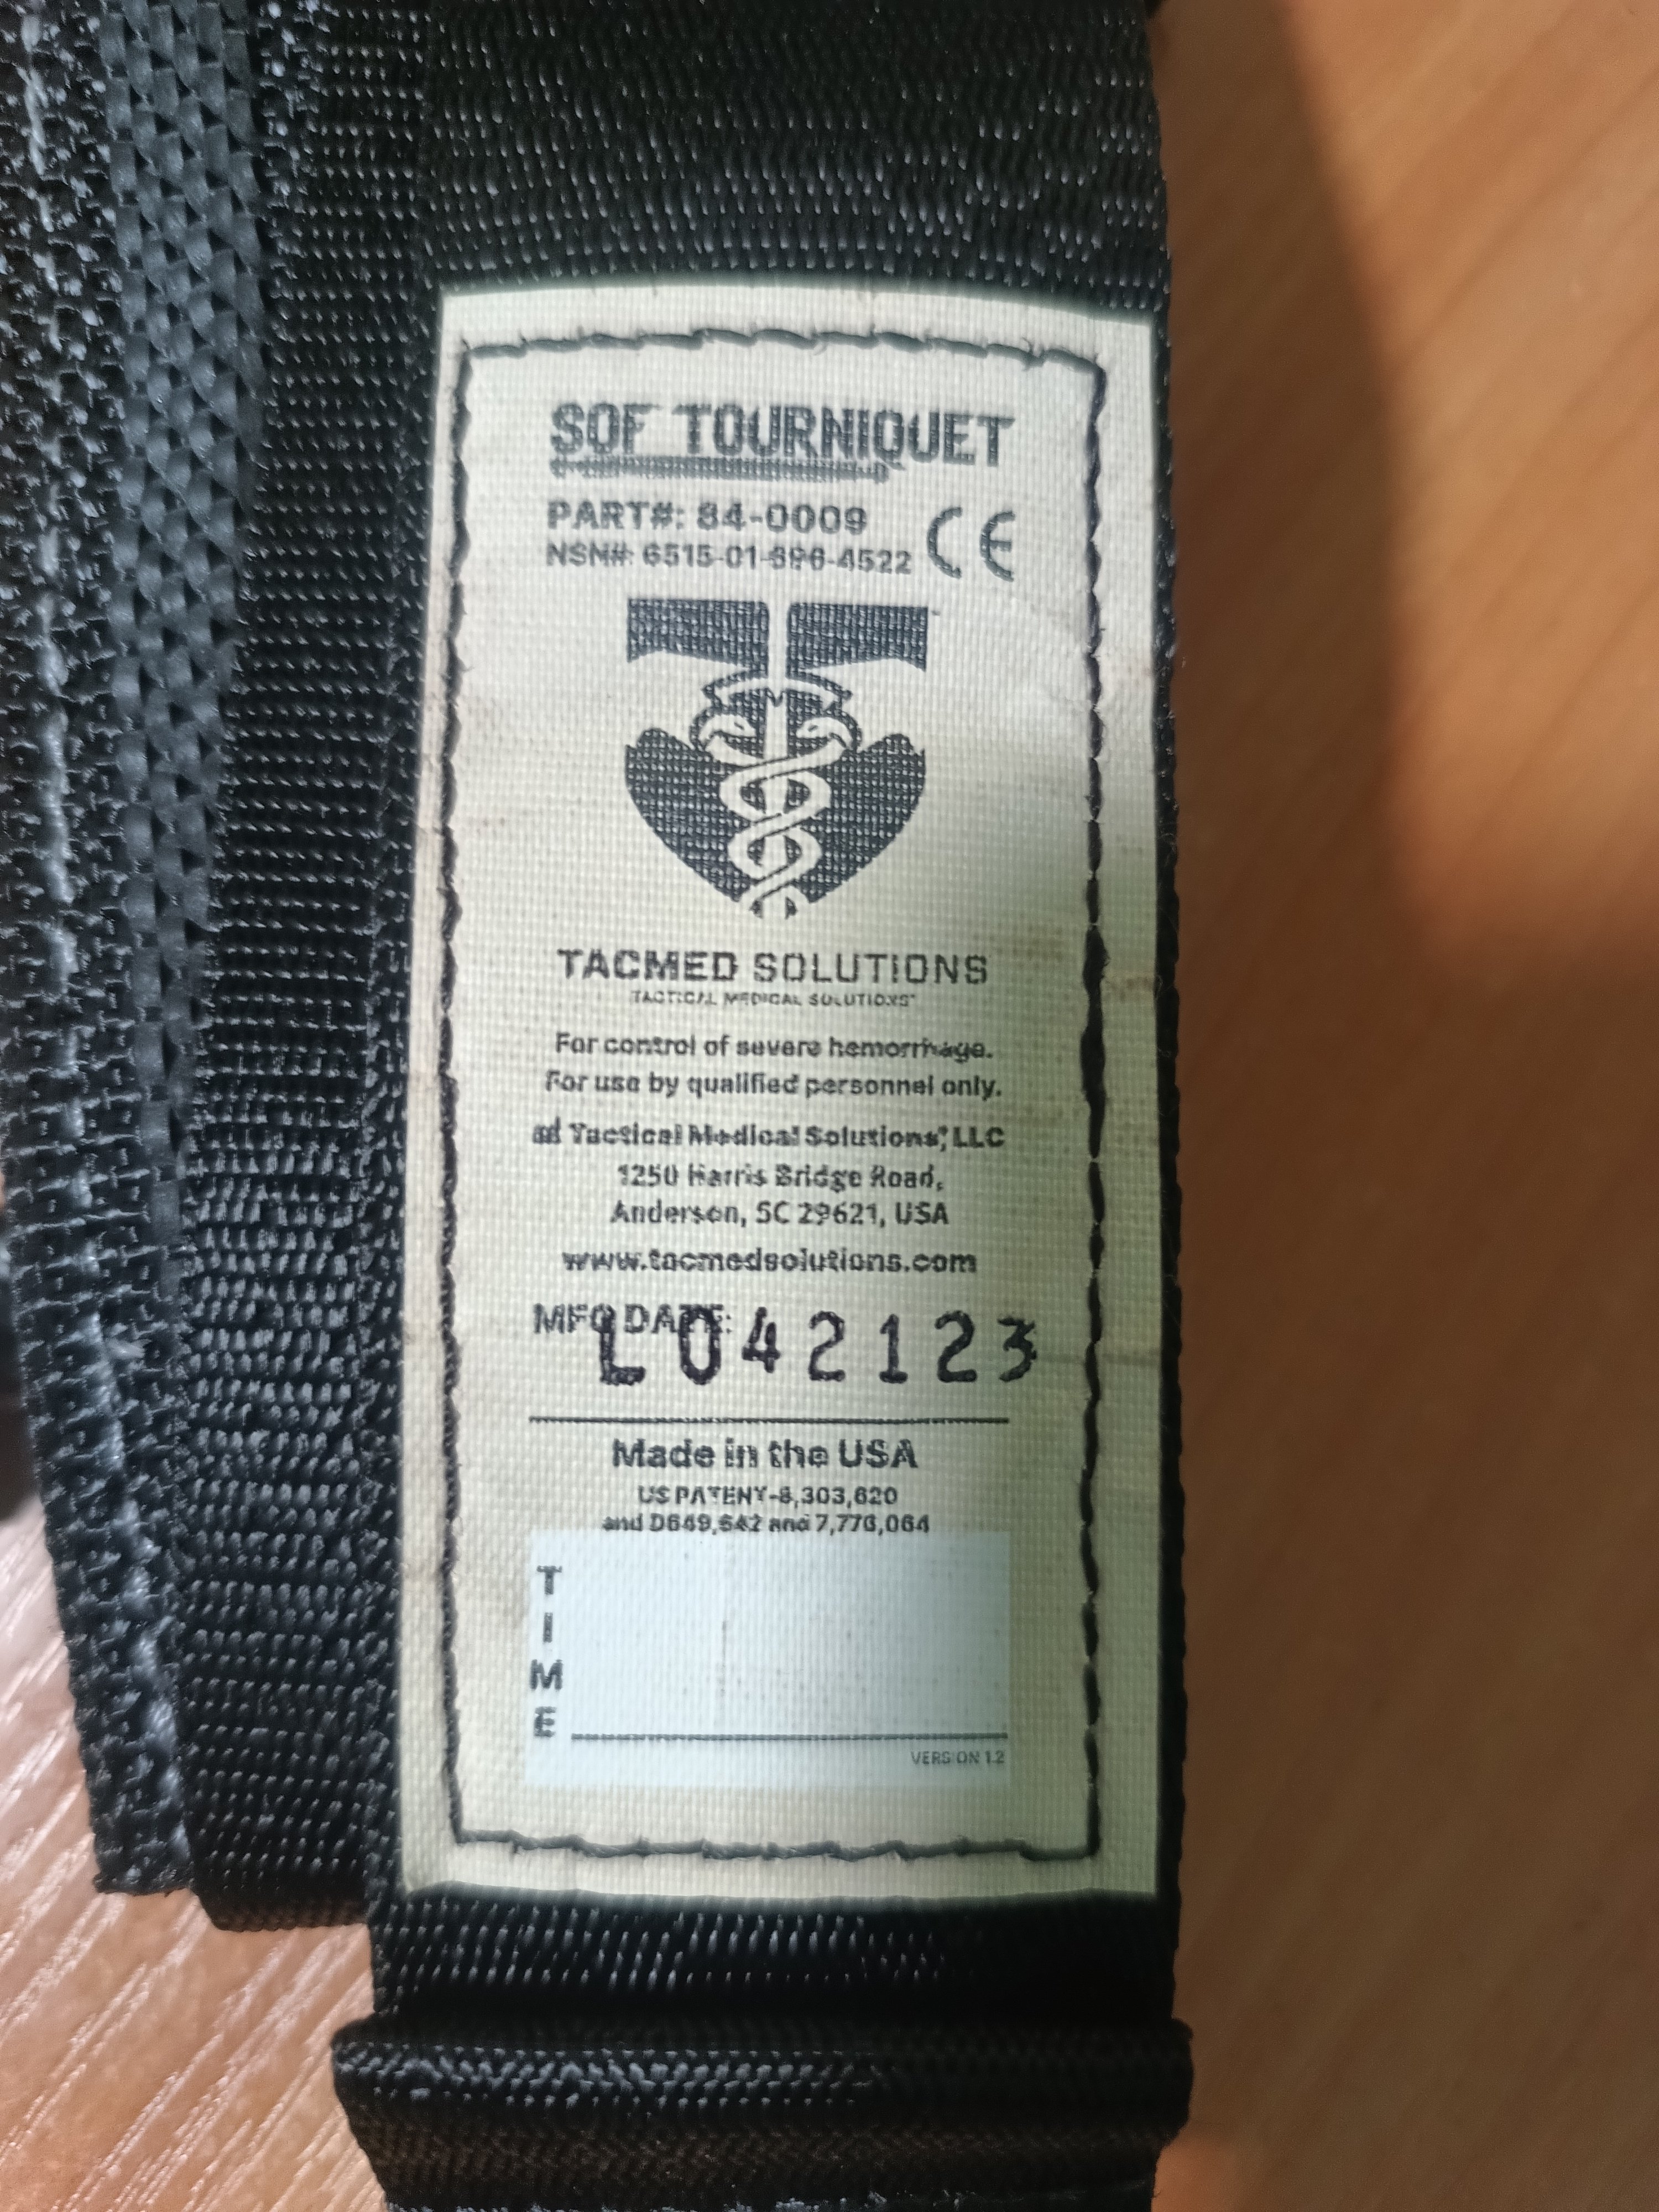 SOF TOURNIQUET
PART#: 84-0009
NSN#: 6515-01-696-4522
CE
TACMED SOLUTIONS
TACTICAL MEDICAL SOLUTIONS
For control of severe hemorrhage.
For use by qualified personnel only.
Tactical Medical Solutions, LLC
1250 Harris Bridge Road,
Anderson, SC 29621, USA
www.tacmedsolutions.com
MFG DATE:
L042123
Made in the USA
US PATENT-8,303,620
and D649,642 and 7,776,064
TIME
VERSION 1.2